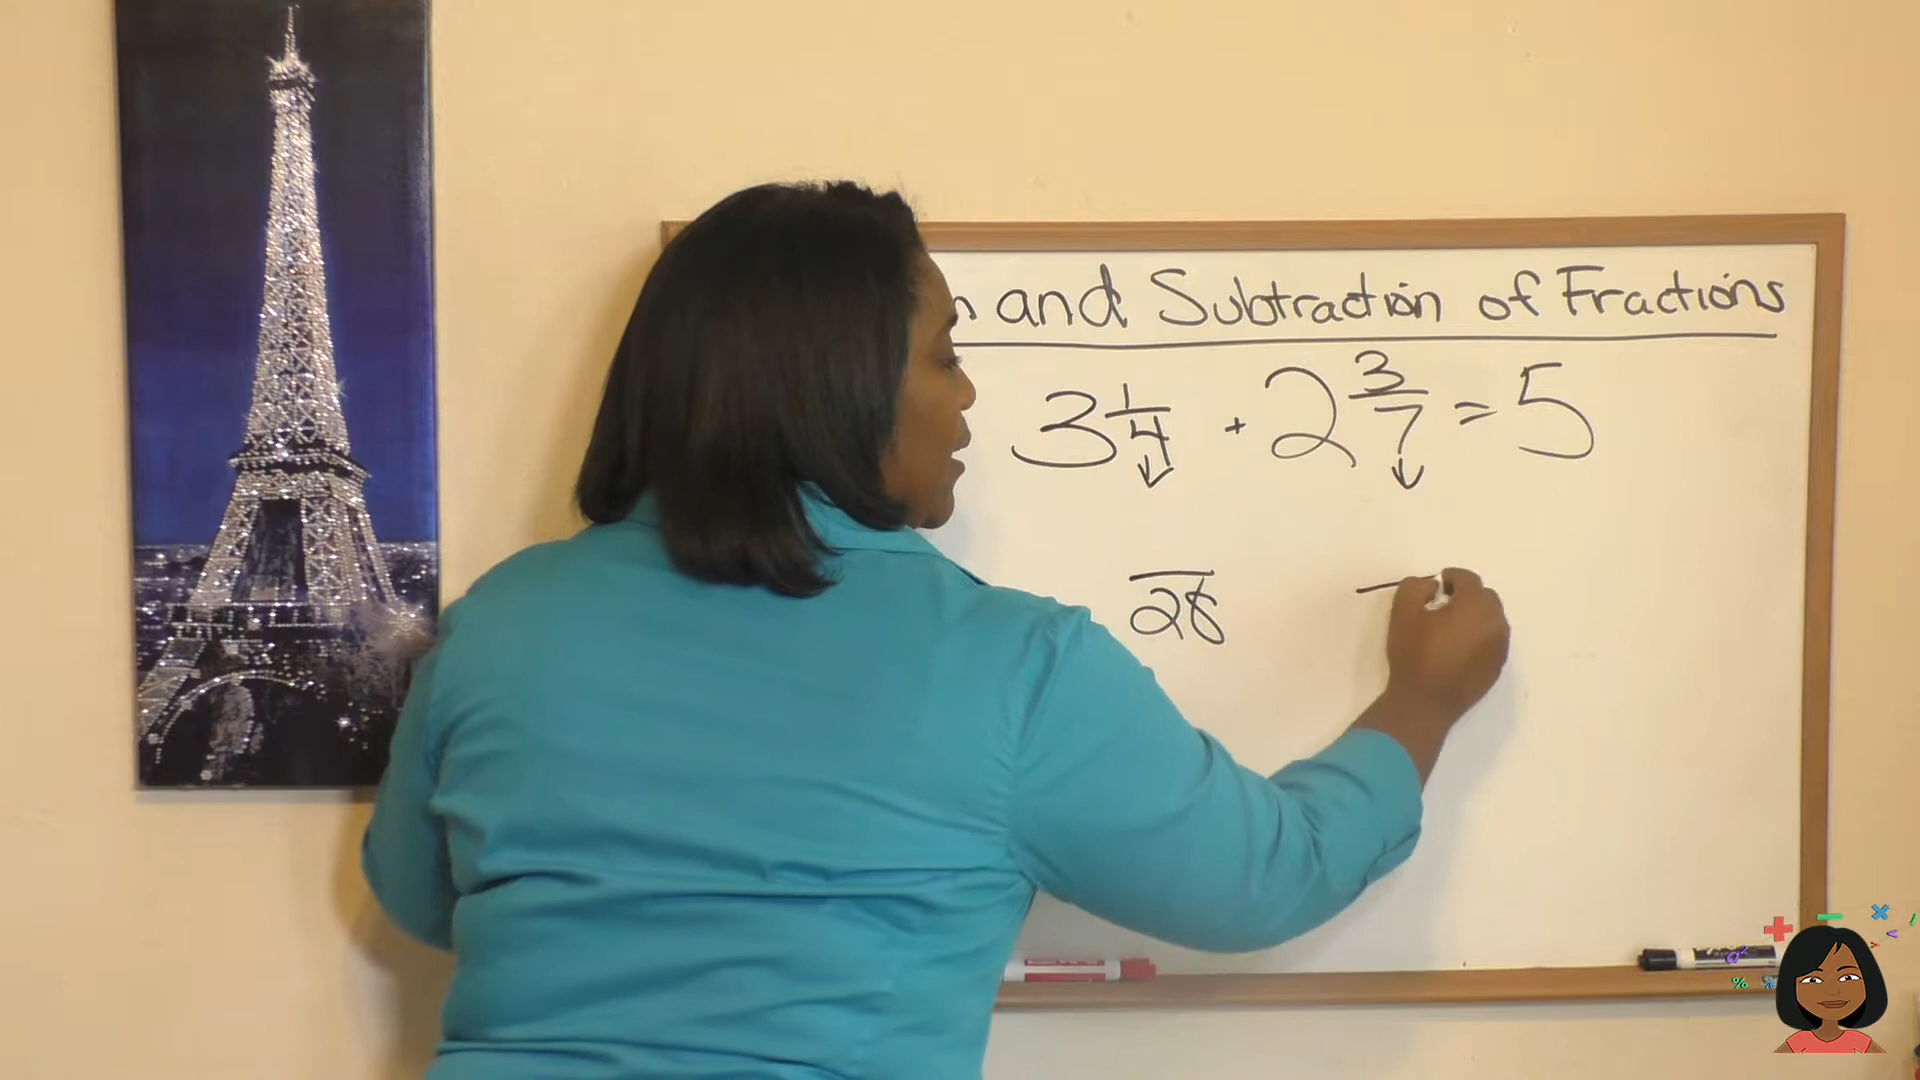 n and Subtraction of Fractions
3 1/4 + 2 3/7 = 5
28